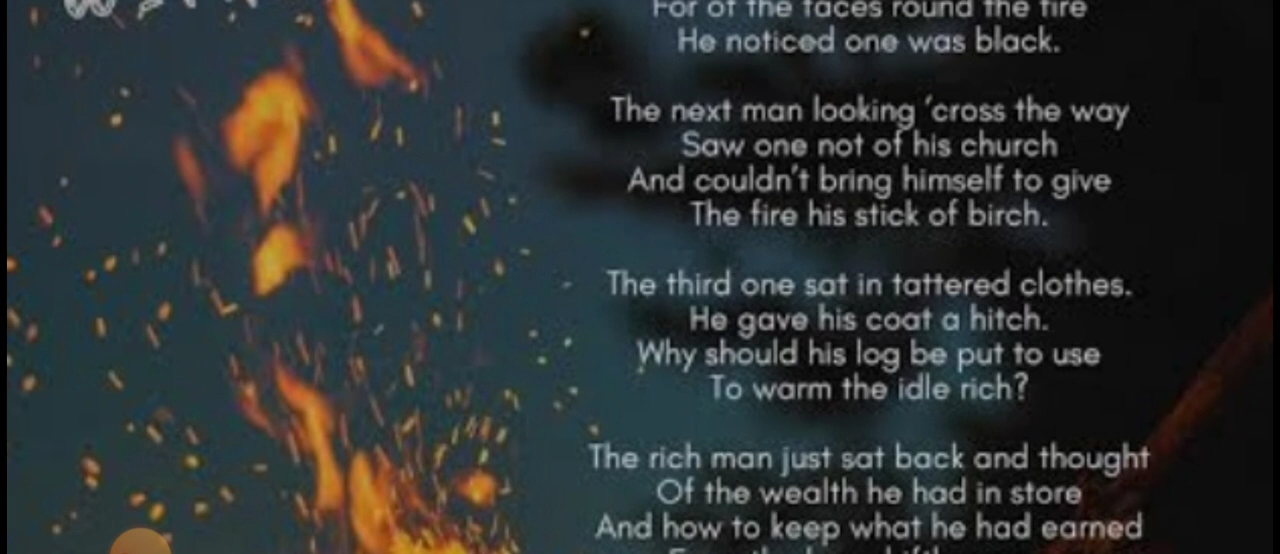 For of the faces round the fire
He noticed one was black.
The next man looking ‘cross the way
Saw one not of his church
And couldn’t bring himself to give
The fire his stick of birch.
The third one sat in tattered clothes.
He gave his coat a hitch.
Why should his log be put to use
To warm the idle rich?
The rich man just sat back and thought
Of the wealth he had in store
And how to keep what he had earned